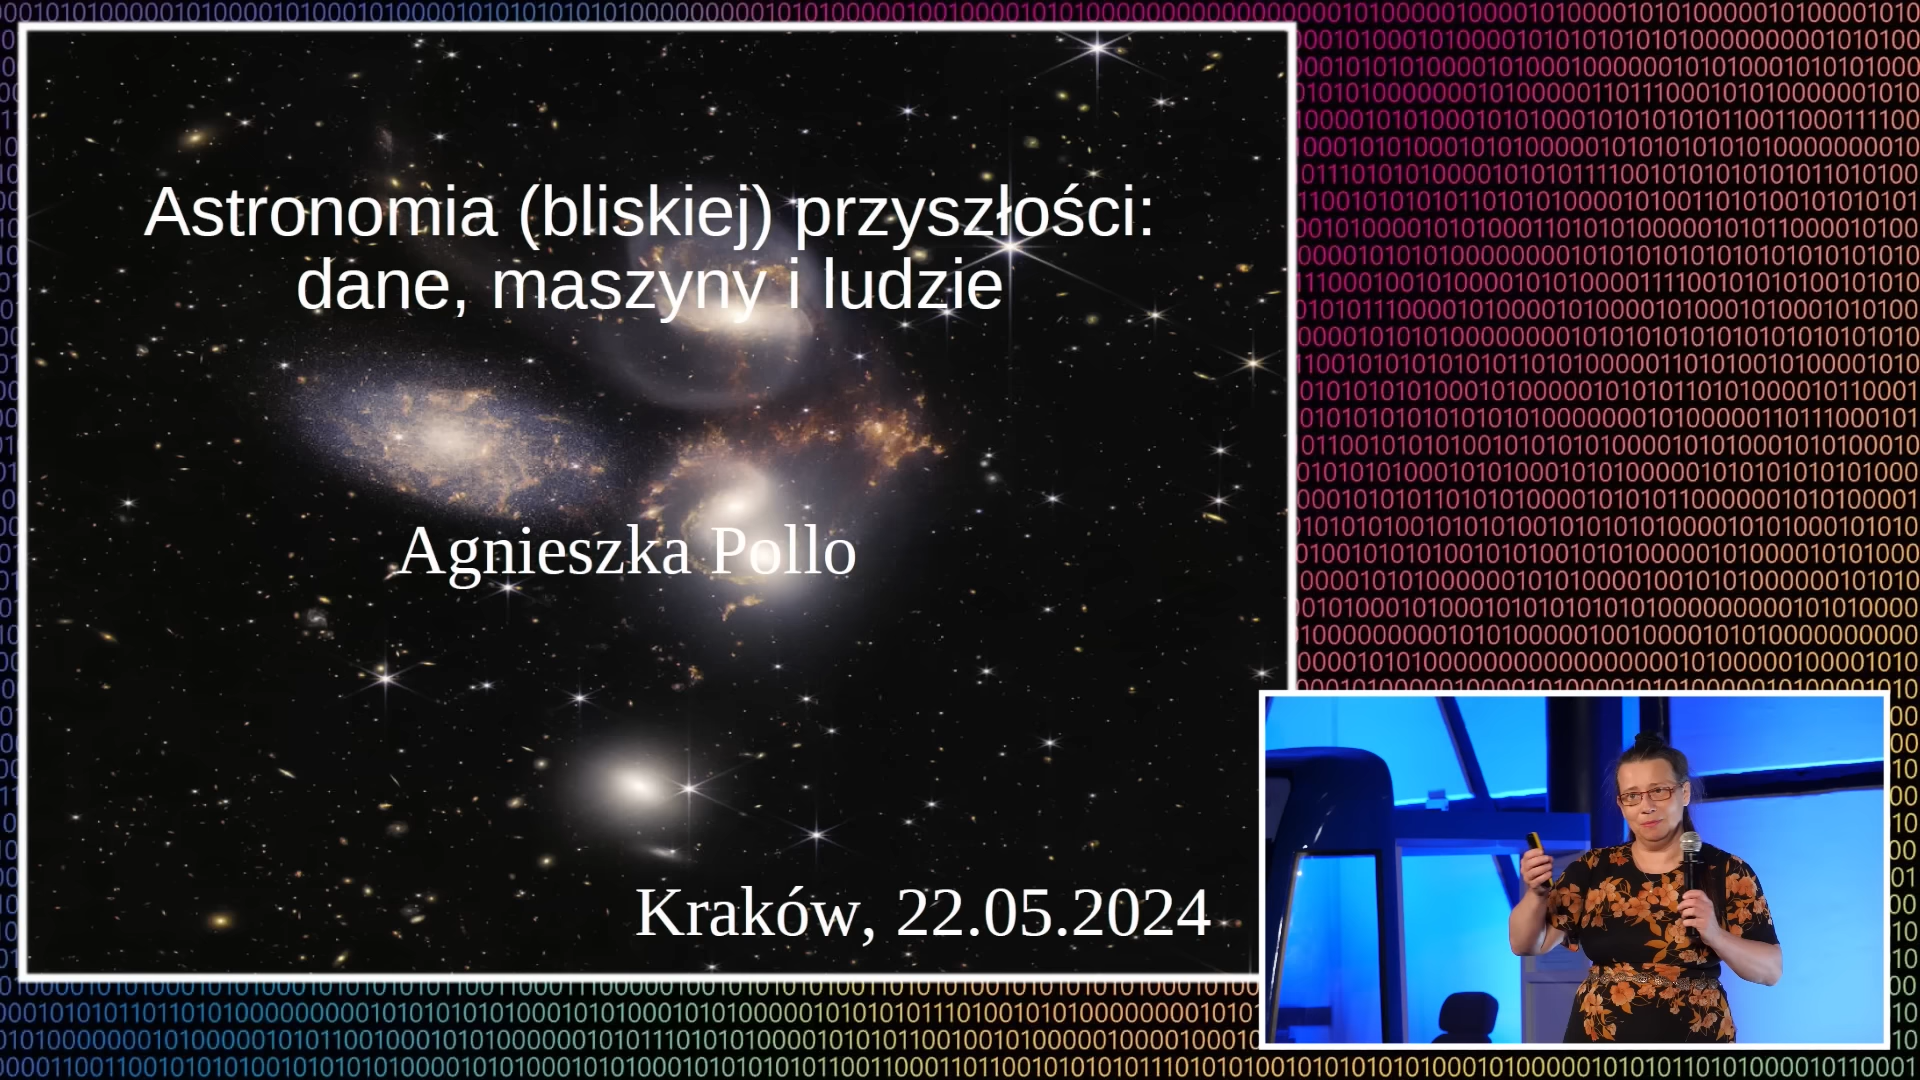 Astronomia (bliskiej) przyszłości:
dane, maszyny i ludzie
Agnieszka Pollo
Kraków, 22.05.2024